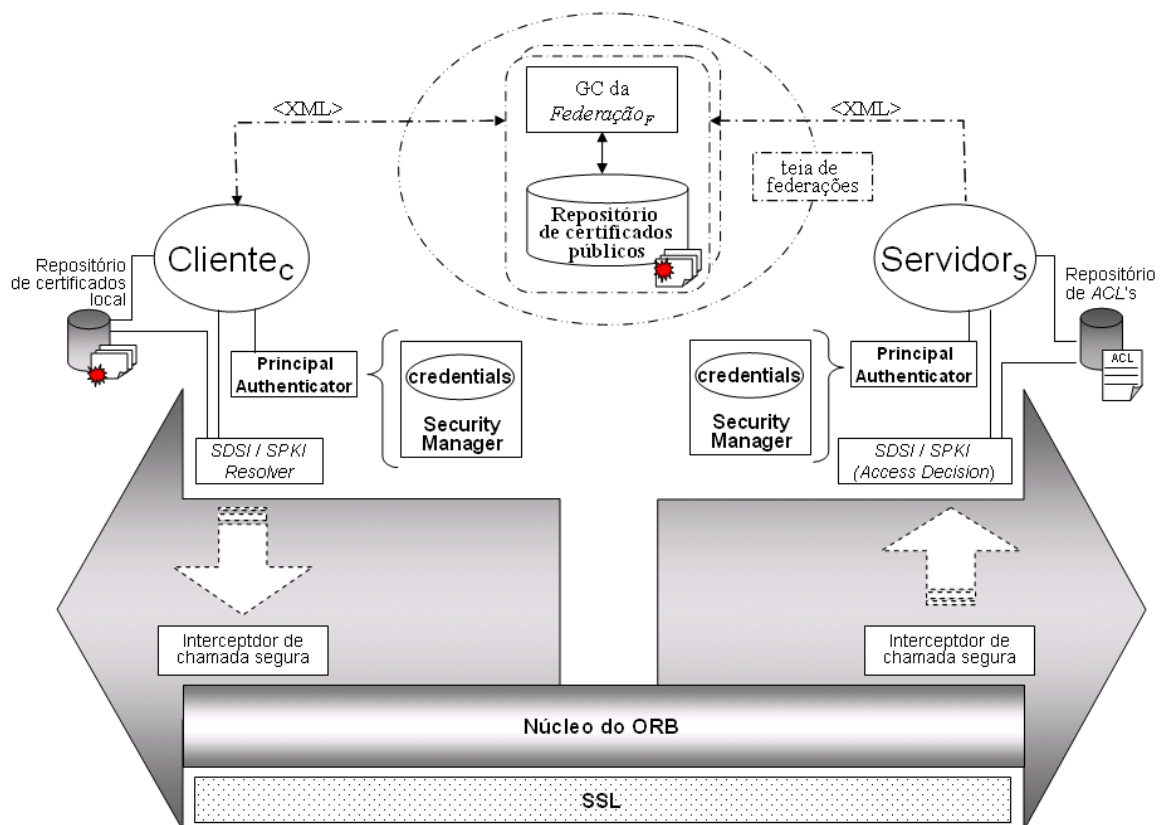 GC da
Federação_F
<XML>
<XML>
teia de
federações
Repositório
de certificados
públicos
Cliente_C
Servidor_S
Repositório
de certificados
local
Repositório
de ACL's
ACL
Principal
Authenticator
credentials
Security
Manager
credentials
Security
Manager
Principal
Authenticator
SDSI / SPKI
Resolver
SDSI / SPKI
(Access Decision)
Interceptdor de
chamada segura
Interceptdor de
chamada segura
Núcleo do ORB
SSL